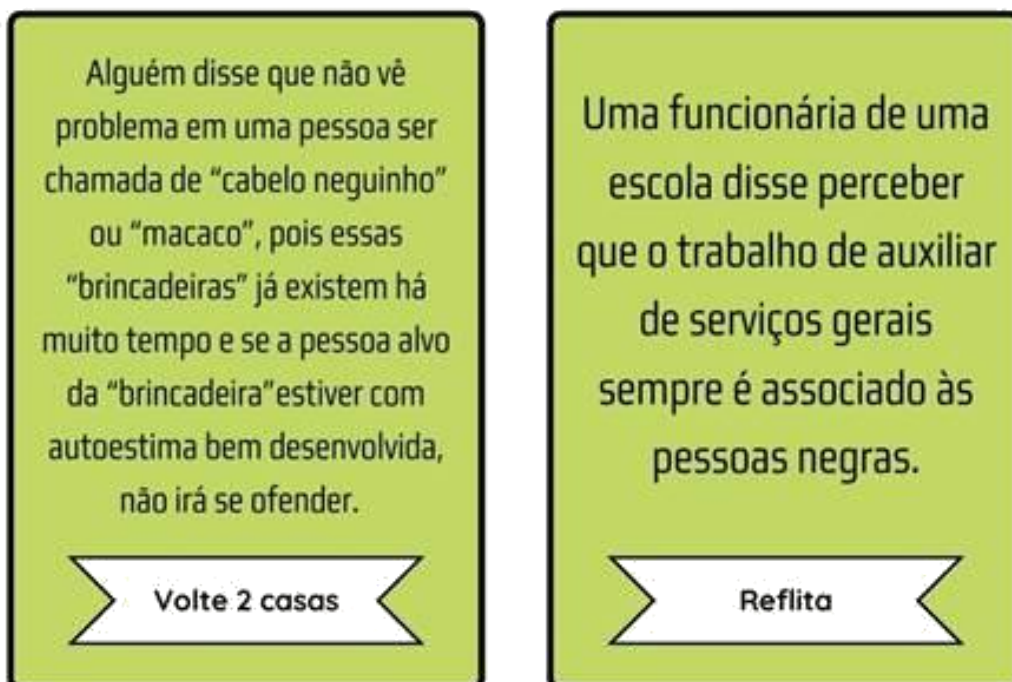 Alguém disse que não vê
problema em uma pessoa ser
chamada de “cabelo neguinho”
ou “macaco”, pois essas
“brincadeiras” já existem há
muito tempo e se a pessoa alvo
da “brincadeira”estiver com
autoestima bem desenvolvida,
não irá se ofender.
Volte 2 casas
Uma funcionária de uma
escola disse perceber
que o trabalho de auxiliar
de serviços gerais
sempre é associado às
pessoas negras.
Reflita